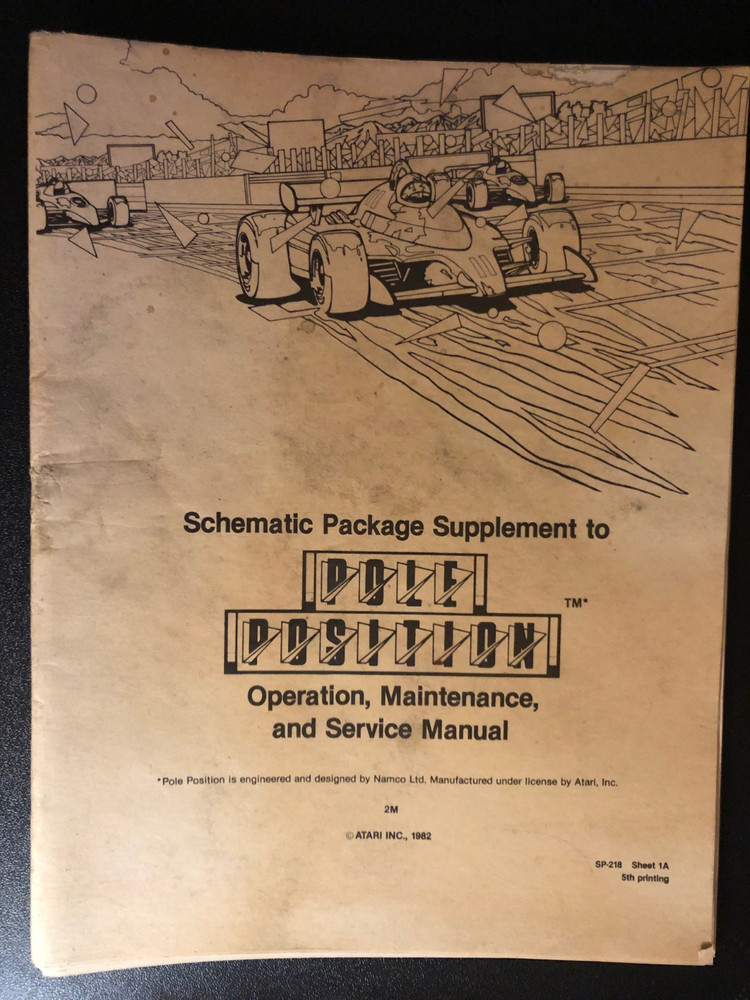 Schematic Package Supplement to
POLE
POSITION
TM*
Operation, Maintenance,
and Service Manual
*Pole Position is engineered and designed by Namco Ltd. Manufactured under license by Atari, Inc.
2M
© ATARI INC., 1982
SP-218 Sheet 1A
5th printing